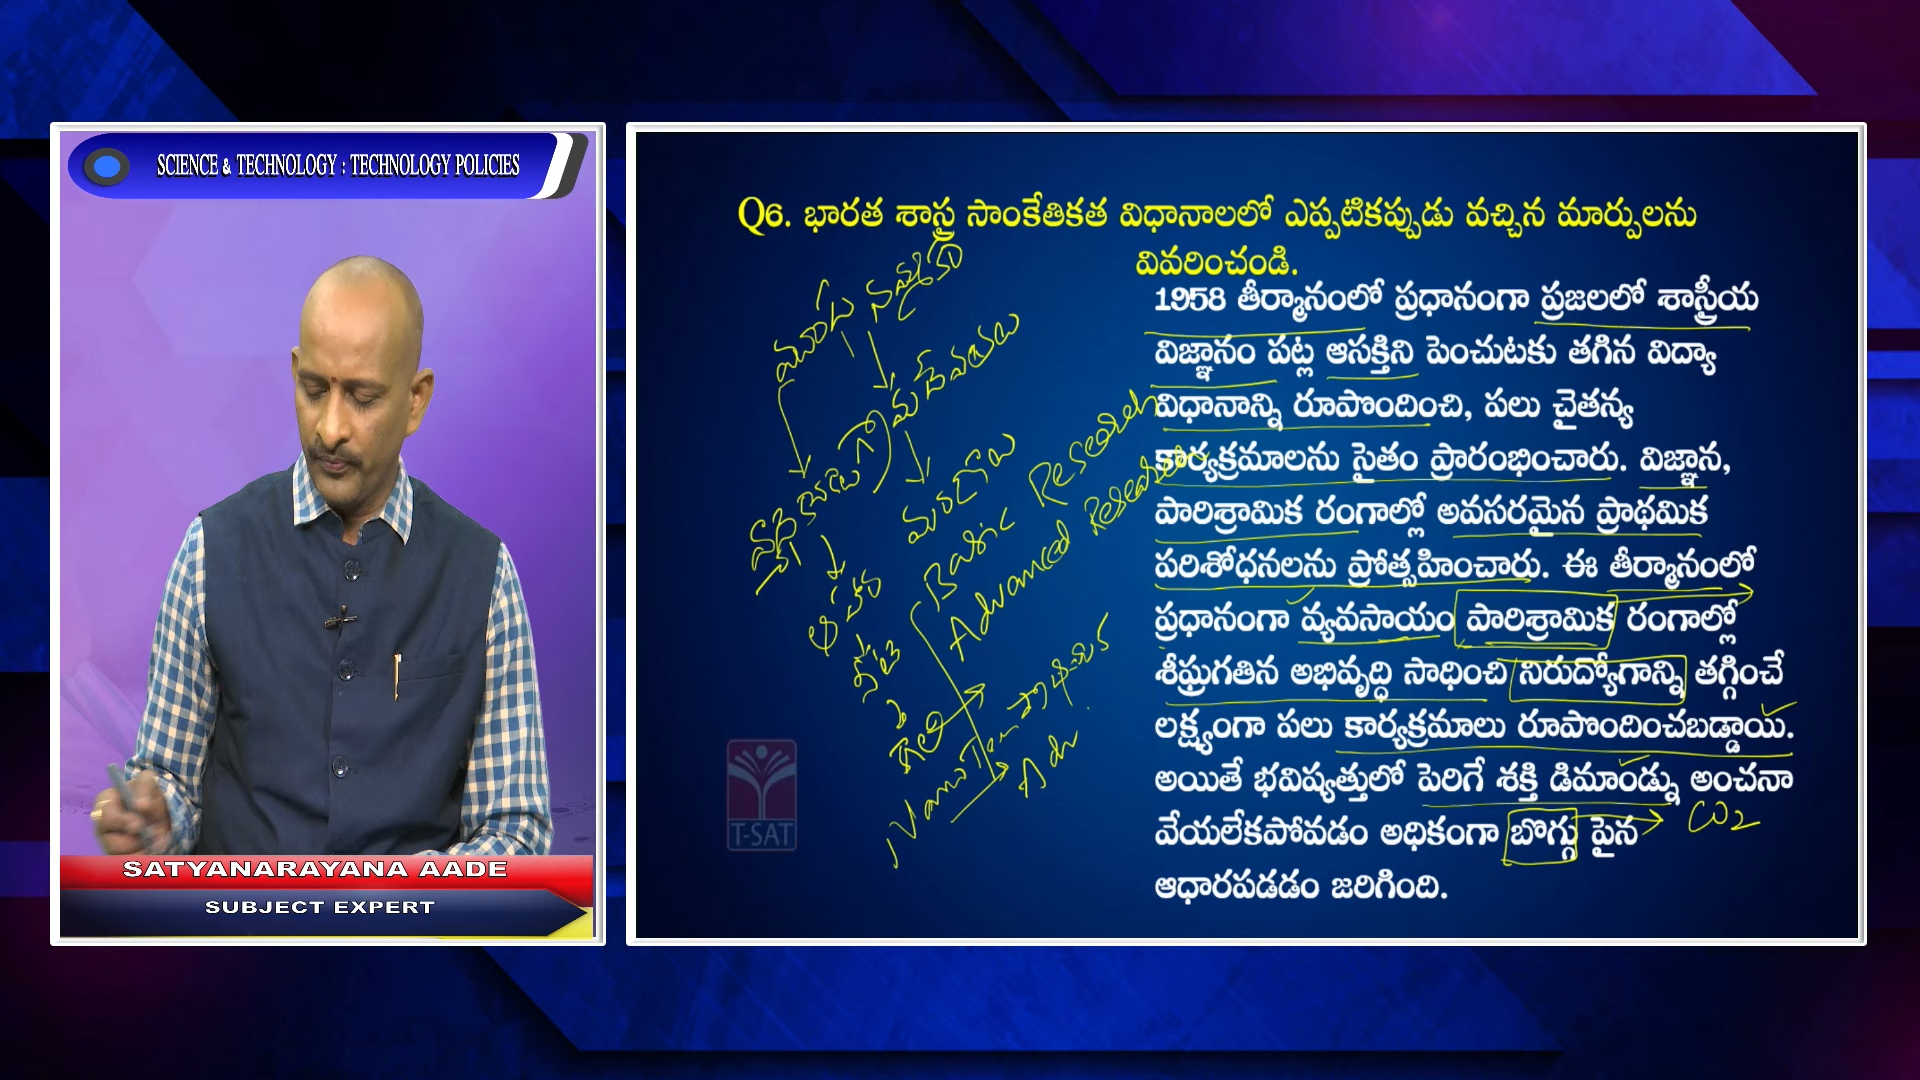 SCIENCE & TECHNOLOGY : TECHNOLOGY POLICIES
SATYANARAYANA AADE
SUBJECT EXPERT
Q6. భారత శాస్త్ర సాంకేతికత విధానాలలో ఎప్పటికప్పుడు వచ్చిన మార్పులను
వివరించండి.
1958 తీర్మానంలో ప్రధానంగా ప్రజలలో శాస్త్రీయ
విజ్ఞానం పట్ల ఆసక్తిని పెంచుటకు తగిన విద్యా
విధానాన్ని రూపొందించి, పలు చైతన్య
కార్యక్రమాలను సైతం ప్రారంభించారు. విజ్ఞాన,
పారిశ్రామిక రంగాల్లో అవసరమైన ప్రాథమిక
పరిశోధనలను ప్రోత్సహించారు. ఈ తీర్మానంలో
ప్రధానంగా వ్యవసాయం పారిశ్రామిక రంగాల్లో
శీఘ్రగతిన అభివృద్ధి సాధించి నిరుద్యోగాన్ని తగ్గించే
లక్ష్యంగా పలు కార్యక్రమాలు రూపొందించబడ్డాయి.
అయితే భవిష్యత్తులో పెరిగే శక్తి డిమాండ్ను అంచనా
వేయలేకపోవడం అధికంగా బొగ్గు పైన
ఆధారపడడం జరిగింది.
CO2
Basic Research
Advanced Research
Adv
T-SAT